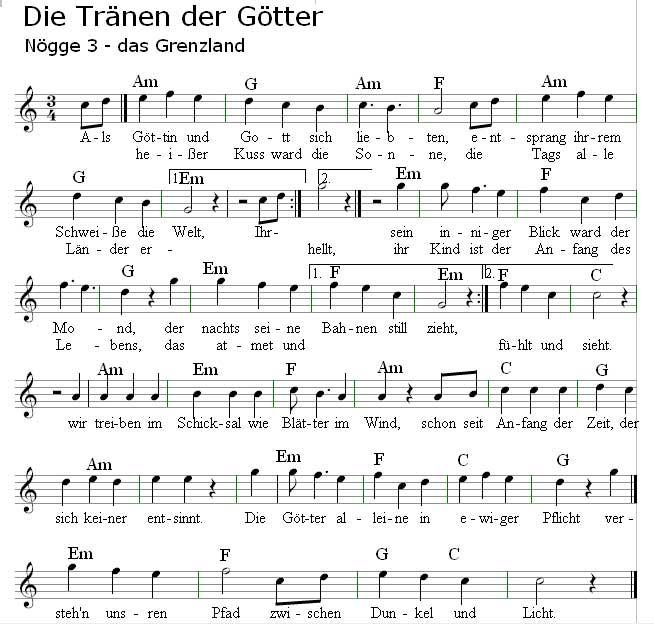 Die Tränen der Götter
Nögge 3 - das Grenzland
Am G Am F Am
3
4
A-ls Göt-tin und Go-tt sich lie-b-ten, e-nt-sprang ih-rem
he-i-ßer Kuss ward die So-n-ne, die Tags al-le
G 1. Em 2. Em F
Schwei-ße die Welt, Ihr- sein in-ni-ger Blick ward der
Län-der er- hellt, ihr Kind ist der An-fang des
G Em 1. F Em 2. F C
Mo-nd, der nachts sei-ne Bah-nen still zieht,
Le-bens, das at-met und fü-hlt und sieht.
Am Em F Am C G
wir trei-ben im Schick-sal wie Blät-ter im Wind, schon seit An-fang der Zeit, der
Am Em F C G
sich kei-ner ent-sinnt. Die Göt-ter al-lei-ne in e-wi-ger Pflicht ver-
Em F G C
steh'n uns-ren Pfad zwi-schen Dun-kel und Licht.